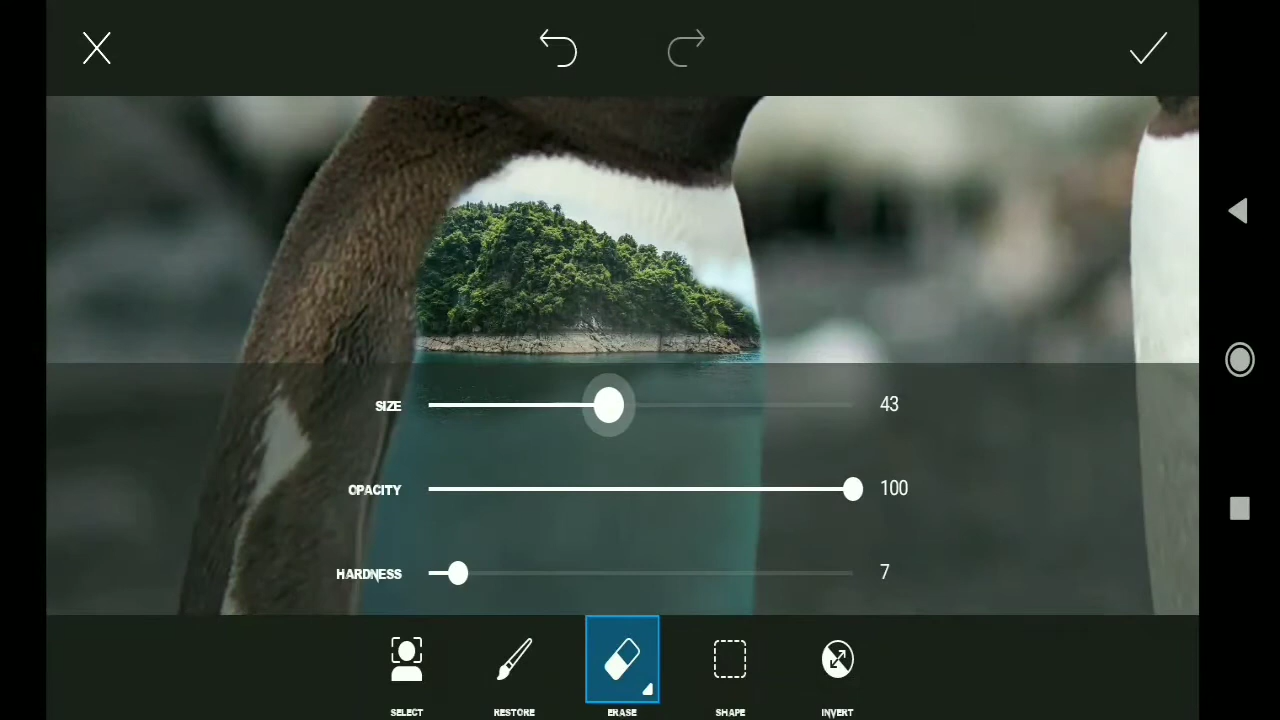 SIZE 43
OPACITY 100
HARDNESS 7
SELECT RESTORE ERASE SHAPE INVERT